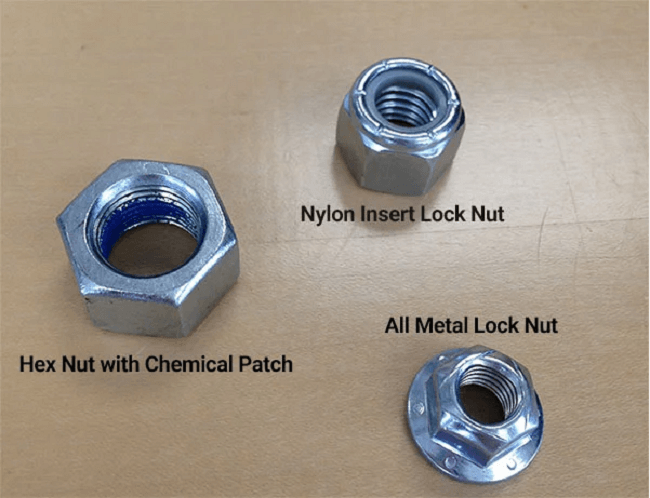 Nylon Insert Lock Nut
All Metal Lock Nut
Hex Nut with Chemical Patch